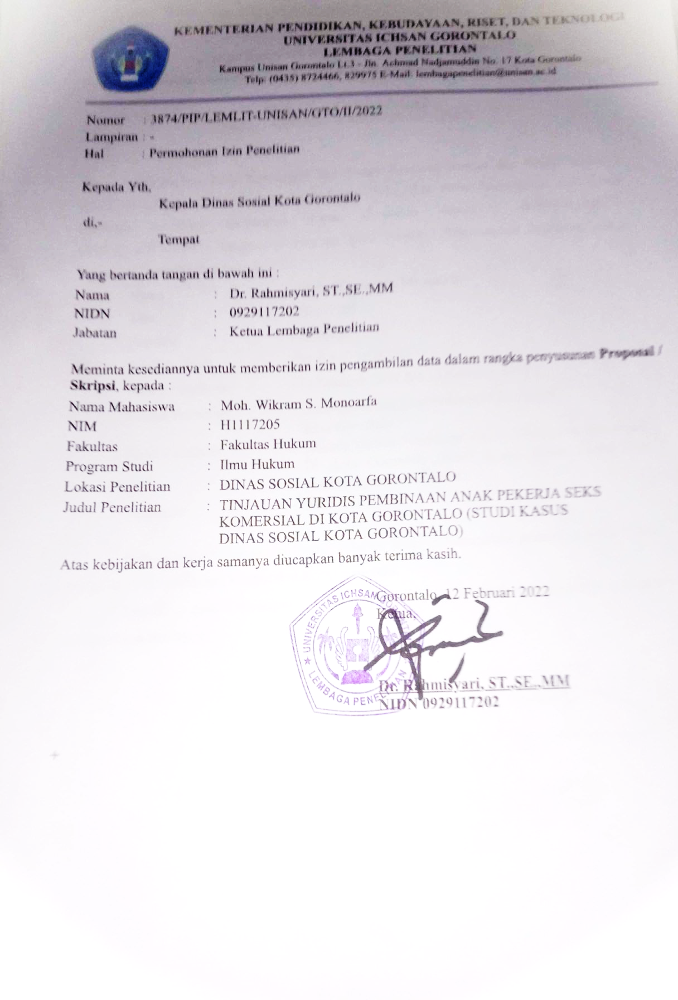 KEMENTERIAN PENDIDIKAN, KEBUDAYAAN, RISET, DAN TEKNOLOGI
UNIVERSITAS ICHSAN GORONTALO
LEMBAGA PENELITIAN
Kampus Unisan Gorontalo Lt.3 - Jln. Achmad Nadjamuddin No. 17 Kota Gorontalo
Telp: (0435) 8724466, 829975 E-Mail: lembagapenelitian@unisan.ac.id
Nomor : 3874/PIP/LEMLIT-UNISAN/GTO/II/2022
Lampiran : -
Hal : Permohonan Izin Penelitian
Kepada Yth,
Kepala Dinas Sosial Kota Gorontalo
di,-
Tempat
Yang bertanda tangan di bawah ini :
Nama : Dr. Rahmisyari, ST.,SE.,MM
NIDN : 0929117202
Jabatan : Ketua Lembaga Penelitian
Meminta kesediannya untuk memberikan izin pengambilan data dalam rangka penyusunan Proposal /
Skripsi, kepada :
Nama Mahasiswa : Moh. Wikram S. Monoarfa
NIM : H1117205
Fakultas : Fakultas Hukum
Program Studi : Ilmu Hukum
Lokasi Penelitian : DINAS SOSIAL KOTA GORONTALO
Judul Penelitian : TINJAUAN YURIDIS PEMBINAAN ANAK PEKERJA SEKS
KOMERSIAL DI KOTA GORONTALO (STUDI KASUS
DINAS SOSIAL KOTA GORONTALO)
Atas kebijakan dan kerja samanya diucapkan banyak terima kasih.
Gorontalo, 12 Februari 2022
Ketua,
UNIVERSITAS ICHSAN GORONTALO
LEMBAGA PENELITIAN
Dr. Rahmisyari, ST.,SE.,MM
NIDN 0929117202